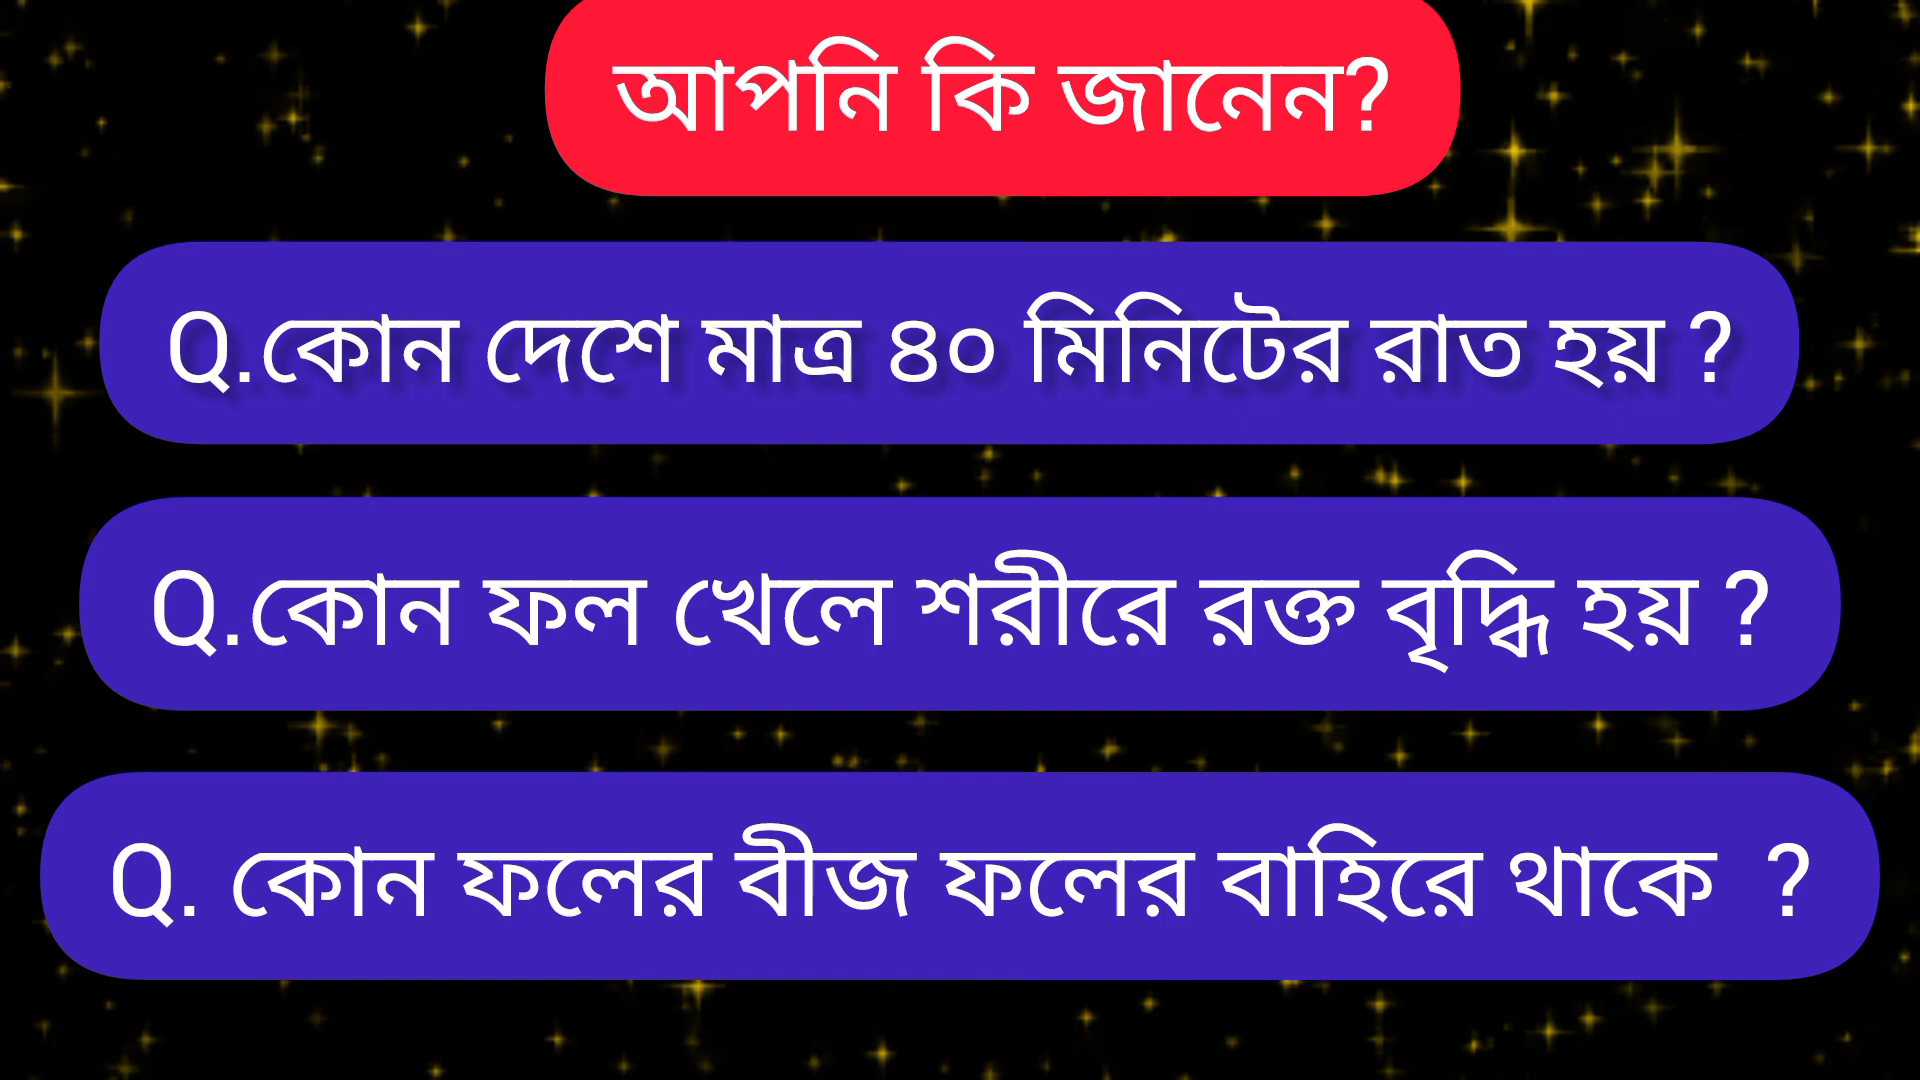 আপনি কি জানেন?
Q.কোন দেশে মাত্র ৪০ মিনিটের রাত হয় ?
Q.কোন ফল খেলে শরীরে রক্ত বৃদ্ধি হয় ?
Q. কোন ফলের বীজ ফলের বাহিরে থাকে ?